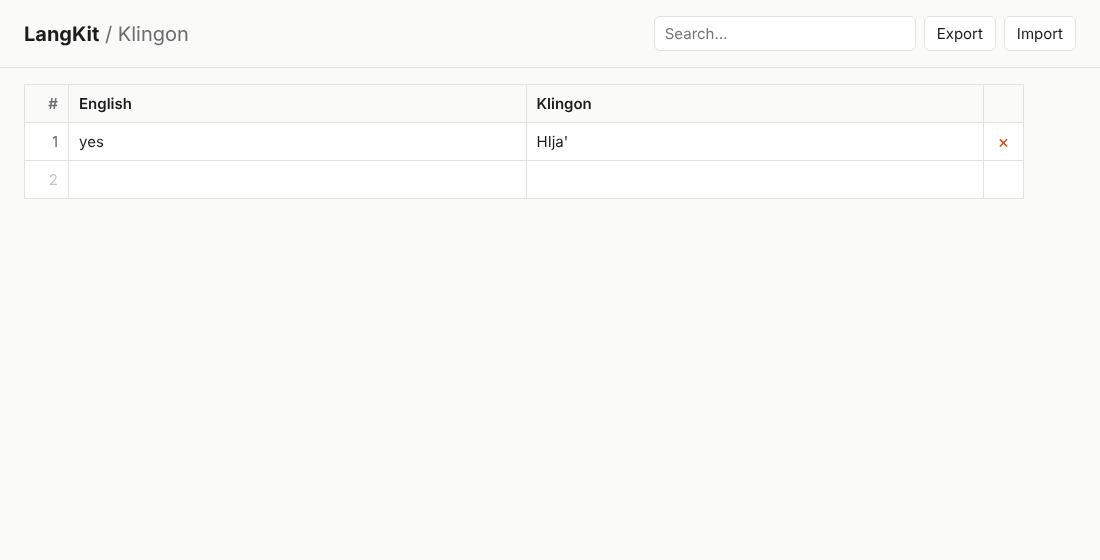 LangKit / Klingon
Search...
Export
Import
# English Klingon
1 yes HIja' ×
2